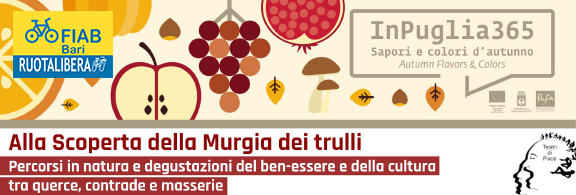 FIAB
Bari
RUOTALIBERA
InPuglia365
Sapori e colori d'autunno
Autumn Flavors & Colors
Alla Scoperta della Murgia dei trulli
Percorsi in natura e degustazioni del ben-essere e della cultura
tra querce, contrade e masserie
Teatri
di
Pace